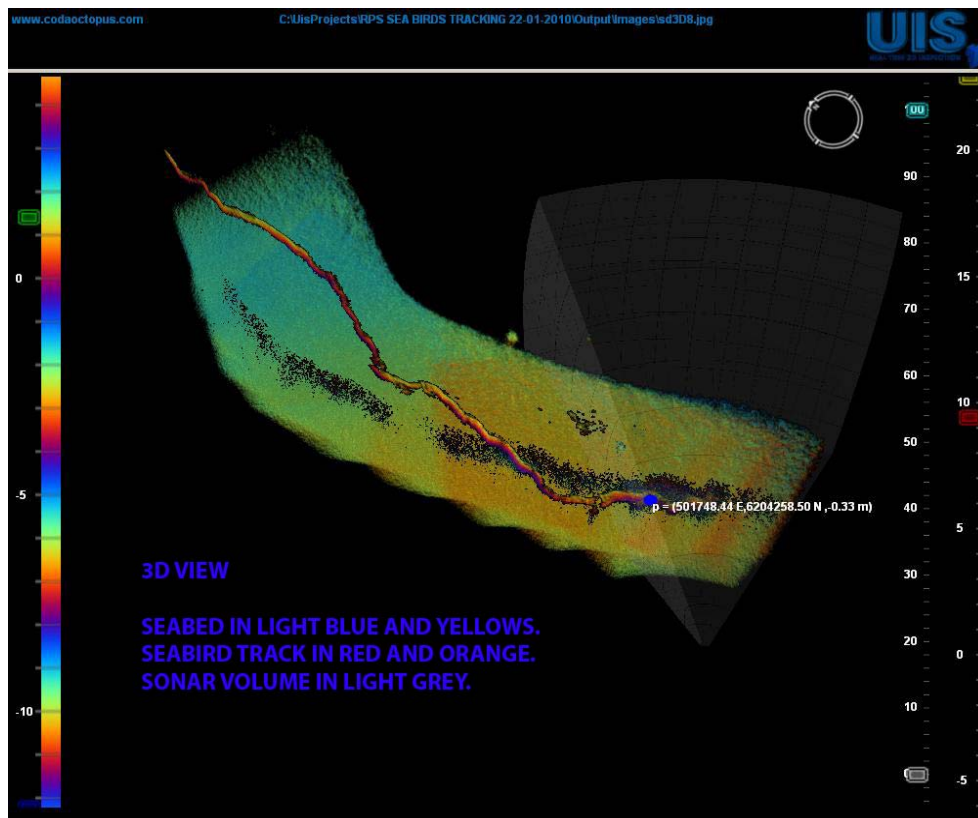 www.codaoctopus.com
C:\UisProjects\RPS SEA BIRDS TRACKING 22-01-2010\Output\Images\sd3D8.jpg
UIS
0
-5
-10
90
80
70
60
50
40
30
20
10
20
15
10
5
0
-5
p = (501748.44 E,6204258.50 N ,-0.33 m)
3D VIEW
SEABED IN LIGHT BLUE AND YELLOWS.
SEABIRD TRACK IN RED AND ORANGE.
SONAR VOLUME IN LIGHT GREY.